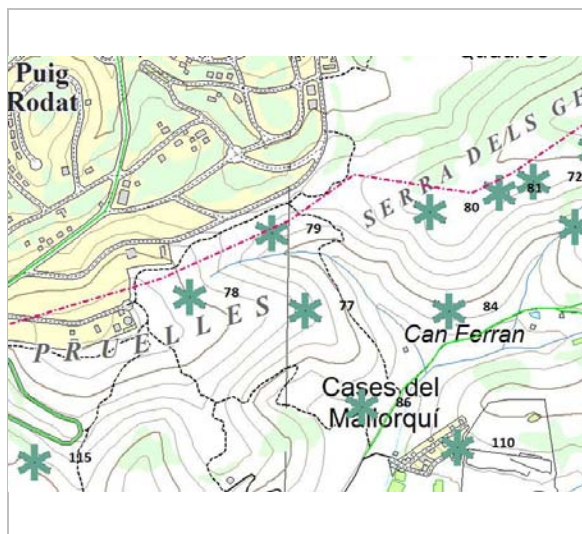 Puig
Rodat
SERRA DELS GE
72
81
80
79
78
77
PRUELLES
84
Can Ferran
Cases del
Mallorquí
86
110
115